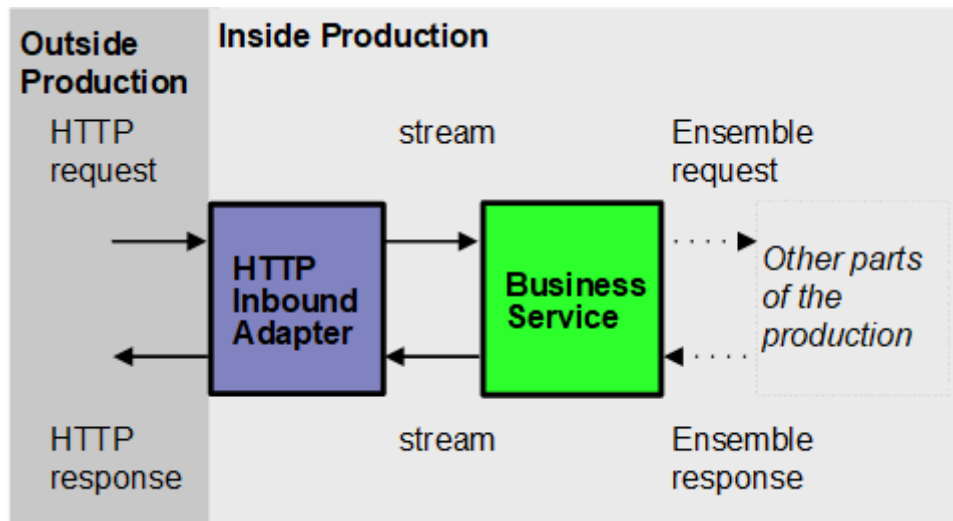 Outside
Production
Inside Production
HTTP
request
stream
Ensemble
request
HTTP
Inbound
Adapter
Business
Service
Other parts
of the
production
HTTP
response
stream
Ensemble
response